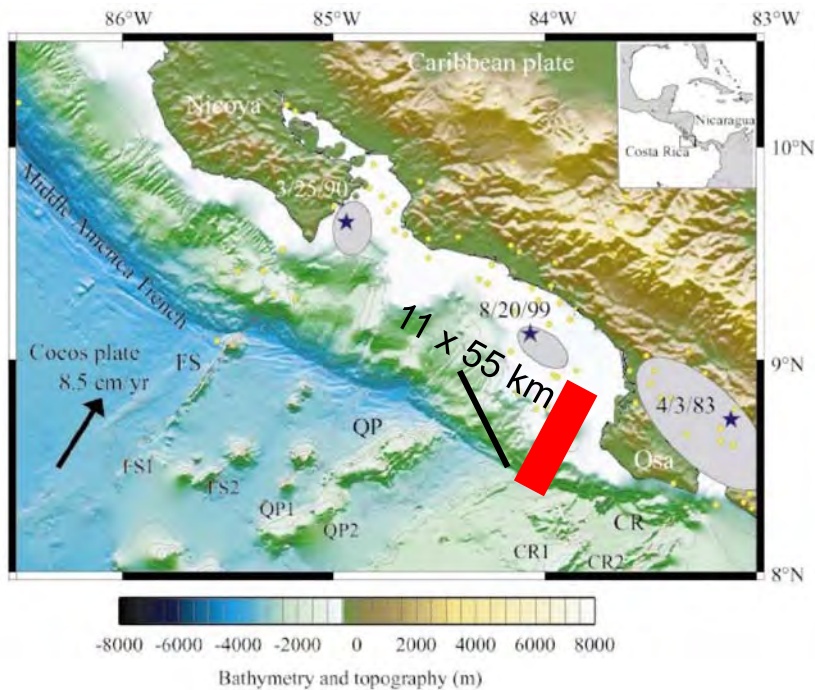 86°W
85°W
84°W
83°W
Caribbean plate
Nicoya
Nicaragua
Costa Rica
10°N
3/25/90
Middle America Trench
8/20/99
11 x 55 km
Cocos plate
8.5 cm/yr
FS
9°N
4/3/83
QP
Osa
FS1
FS2
QP1
QP2
CR
CR1
CR2
8°N
-8000 -6000 -4000 -2000 0 2000 4000 6000 8000
Bathymetry and topography (m)